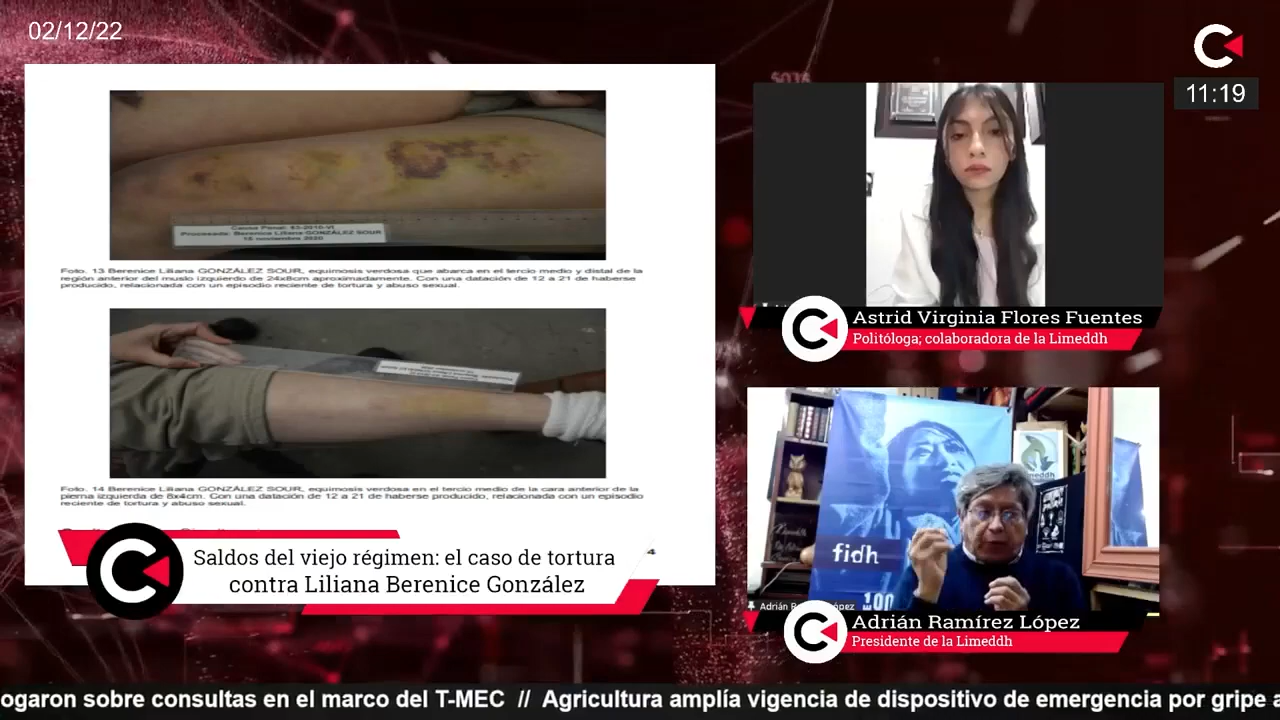 02/12/22
11:19
Causa Penal: 63-2010-VI
Procesada: Berenice Liliana GONZÁLEZ SOUR
18 noviembre 2020
Foto. 13 Berenice Liliana GONZÁLEZ SOUR, equimosis verdosa que abarca en el tercio medio y distal de la
región anterior del muslo izquierdo de 24x8cm aproximadamente. Con una datación de 12 a 21 de haberse
producido, relacionada con un episodio reciente de tortura y abuso sexual.
Foto. 14 Berenice Liliana GONZÁLEZ SOUR, equimosis verdosa en el tercio medio de la cara anterior de la
pierna izquierda de 8x4cm. Con una datación de 12 a 21 de haberse producido, relacionada con un episodio
reciente de tortura y abuso sexual.
4
Saldos del viejo régimen: el caso de tortura
contra Liliana Berenice González
Astrid Virginia Flores Fuentes
Politóloga; colaboradora de la Limeddh
limeddh
fidh
100
Adrián Ramírez López
Presidente de la Limeddh
ogaron sobre consultas en el marco del T-MEC // Agricultura amplía vigencia de dispositivo de emergencia por gripe a